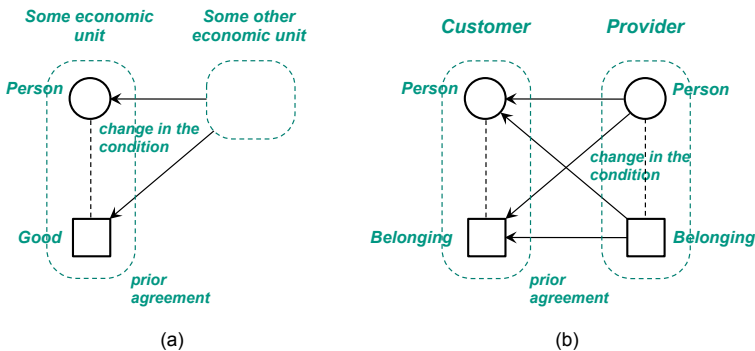 Some economic
unit
Some other
economic unit
Person
change in the
condition
Good
prior
agreement
(a)
Customer
Provider
Person
Person
change in the
condition
Belonging
Belonging
prior
agreement
(b)